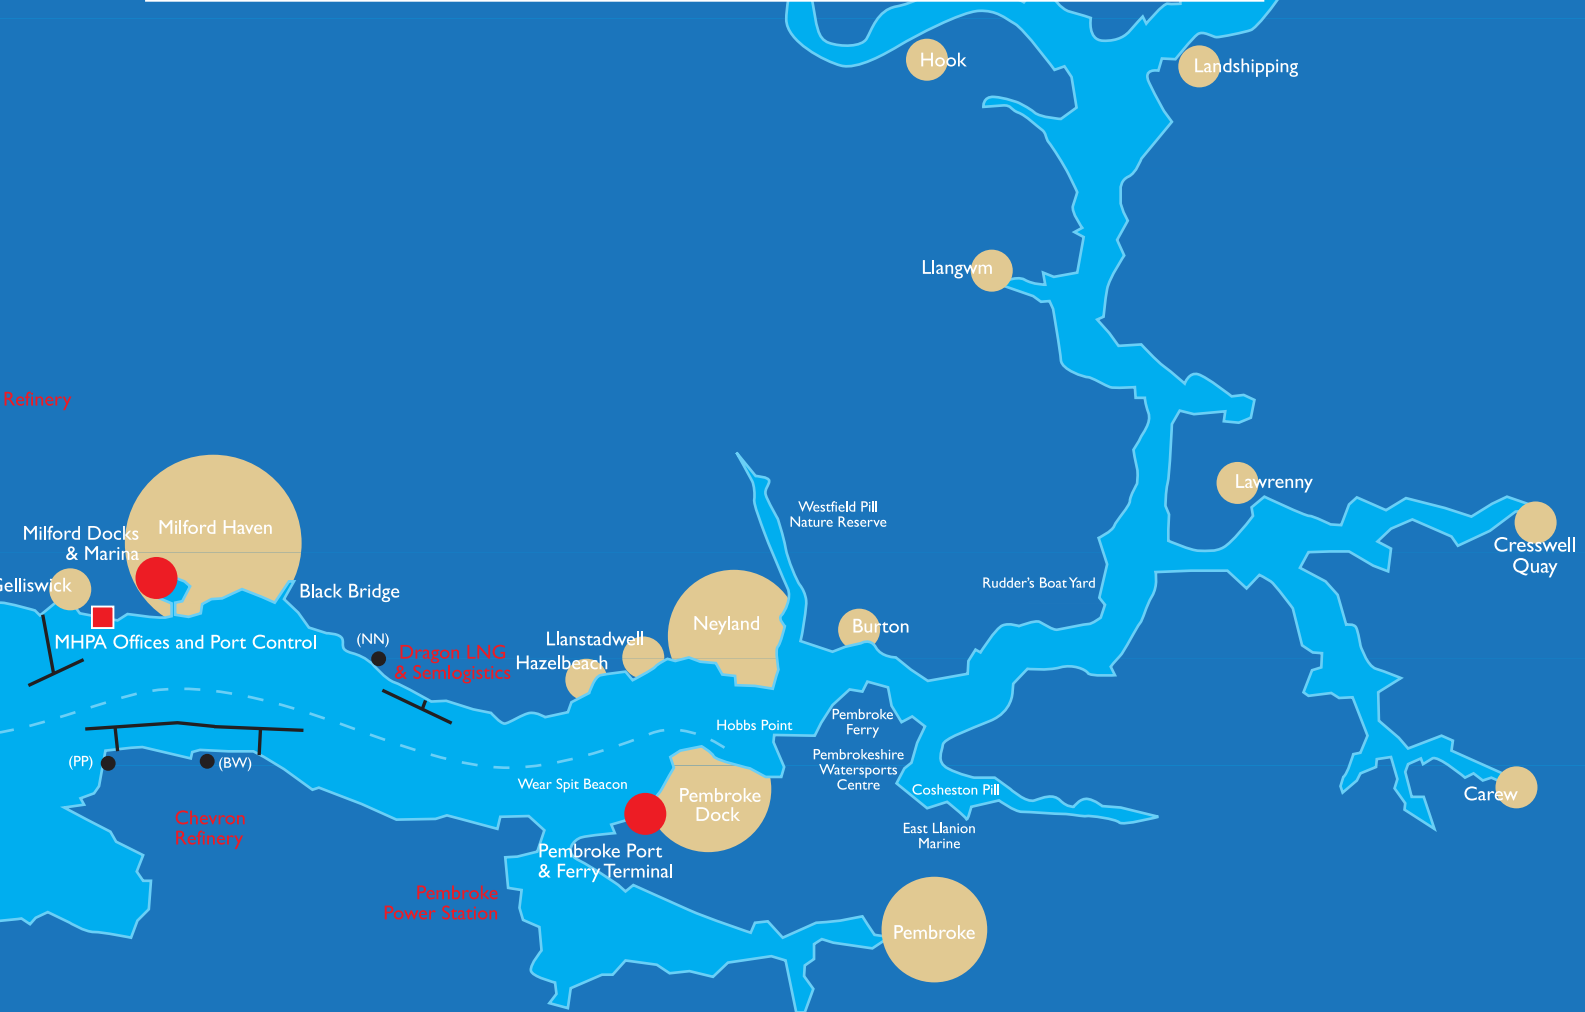 Hook
Landshipping
Llangwm
Refinery
Lawrenny
Westfield Pill
Nature Reserve
Milford Docks
& Marina
Milford Haven
Cresswell
Quay
Gelliswick
Black Bridge
Rudder's Boat Yard
MHPA Offices and Port Control
(NN)
Dragon LNG
& Semlogistics
Llanstadwell
Hazelbeach
Neyland
Burton
Hobbs Point
Pembroke
Ferry
(PP)
(BW)
Pembrokeshire
Watersports
Centre
Wear Spit Beacon
Pembroke
Dock
Cosheston Pill
Carew
Chevron
Refinery
East Llanion
Marine
Pembroke Port
& Ferry Terminal
Pembroke
Power Station
Pembroke